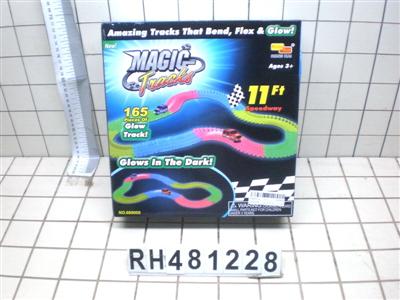 Amazing Tracks That Bend, Flex & Glow!
New!
Ages 3+
MAGIC
Tracks
11 Ft
Speedway
165
Pieces Of
Glow
Track!
Glows In The Dark!
WARNING
RH481228